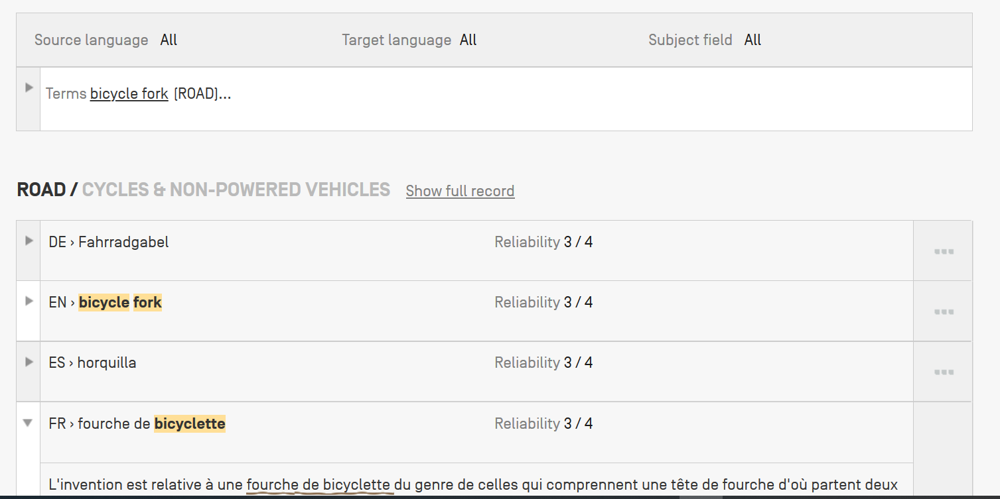 Source language All Target language All Subject field All
Terms bicycle fork [ROAD]...
ROAD / CYCLES & NON-POWERED VEHICLES Show full record
DE › Fahrradgabel Reliability 3 / 4
EN › bicycle fork Reliability 3 / 4
ES › horquilla Reliability 3 / 4
FR › fourche de bicyclette Reliability 3 / 4
L'invention est relative à une fourche de bicyclette du genre de celles qui comprennent une tête de fourche d'où partent deux